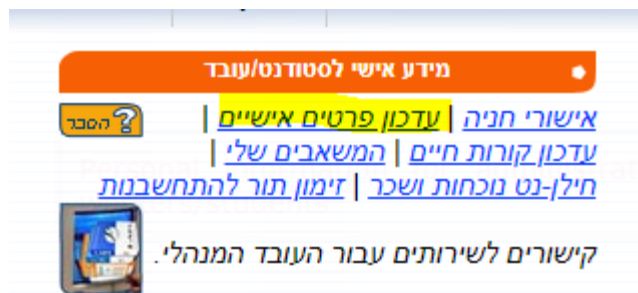 מידע אישי לסטודנט/עובד
אישורי חניה | עדכון פרטים אישיים | הסבר
עדכון קורות חיים | המשאבים שלי |
חילן-נט נוכחות ושכר | זימון תור להתחשבנות
קישורים לשירותים עבור העובד המנהלי.